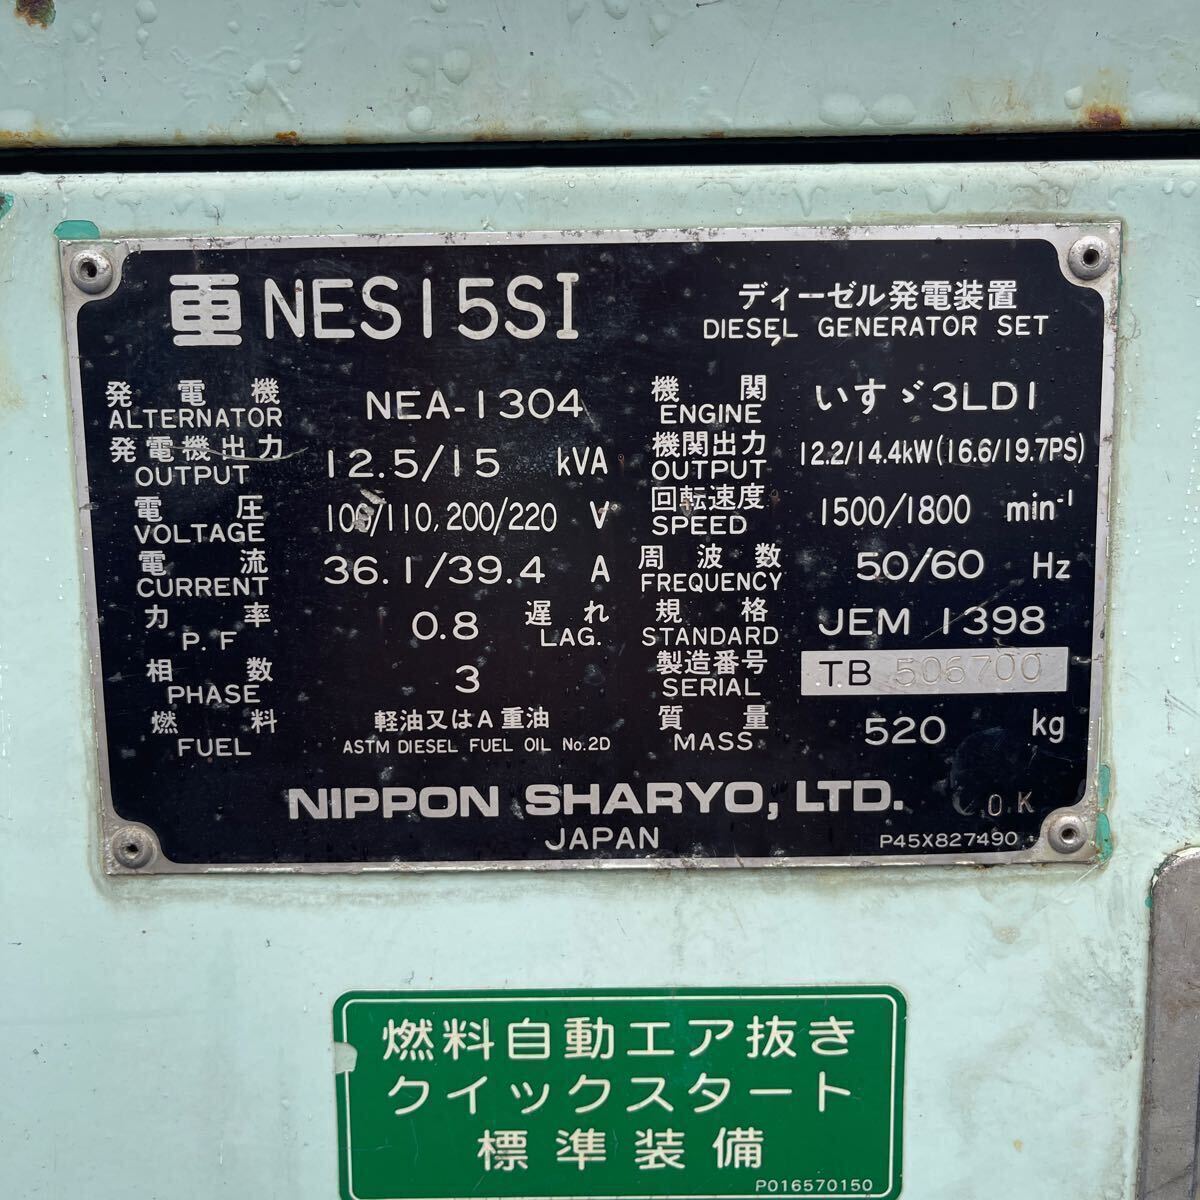 NES15SI
ディーゼル発電装置
DIESEL GENERATOR SET
発電機 NEA-1304
ALTERNATOR
発電機出力 12.5/15 kVA
OUTPUT
電圧 100/110,200/220 V
VOLTAGE
電流 36.1/39.4 A
CURRENT
力率 0.8 遅れ
P.F LAG.
相数 3
PHASE
燃料 軽油又はA重油
FUEL ASTM DIESEL FUEL OIL No.2D
機関 いすゞ3LD1
ENGINE
機関出力 12.2/14.4kW(16.6/19.7PS)
OUTPUT
回転速度 1500/1800 min⁻¹
SPEED
周波数 50/60 Hz
FREQUENCY
規格 JEM 1398
STANDARD
製造番号 TB 506700
SERIAL
質量 520 kg
MASS
NIPPON SHARYO, LTD.
JAPAN
O.K
P45X827490
燃料自動エア抜き
クイックスタート
標準装備
P016570150